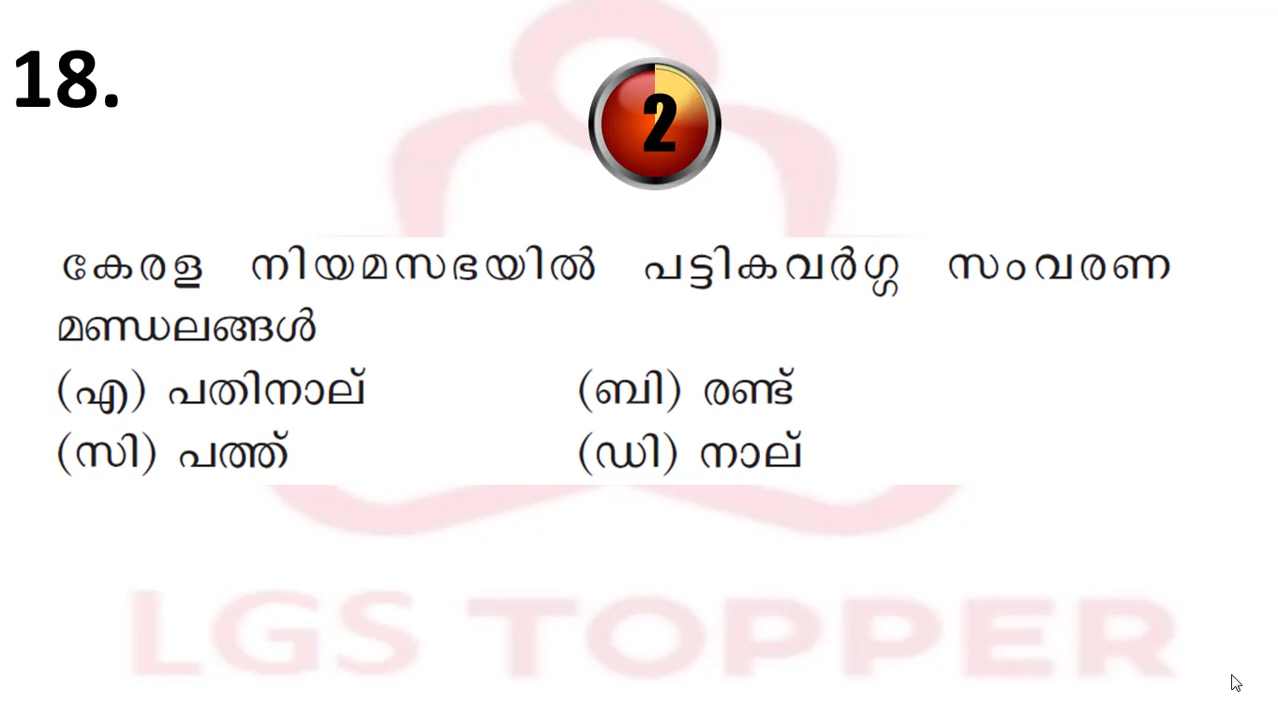 18.
2
കേരള നിയമസഭയിൽ പട്ടികവർഗ്ഗ സംവരണ
മണ്ഡലങ്ങൾ
(എ) പതിനാല് (ബി) രണ്ട്
(സി) പത്ത് (ഡി) നാല്
LGS TOPPER